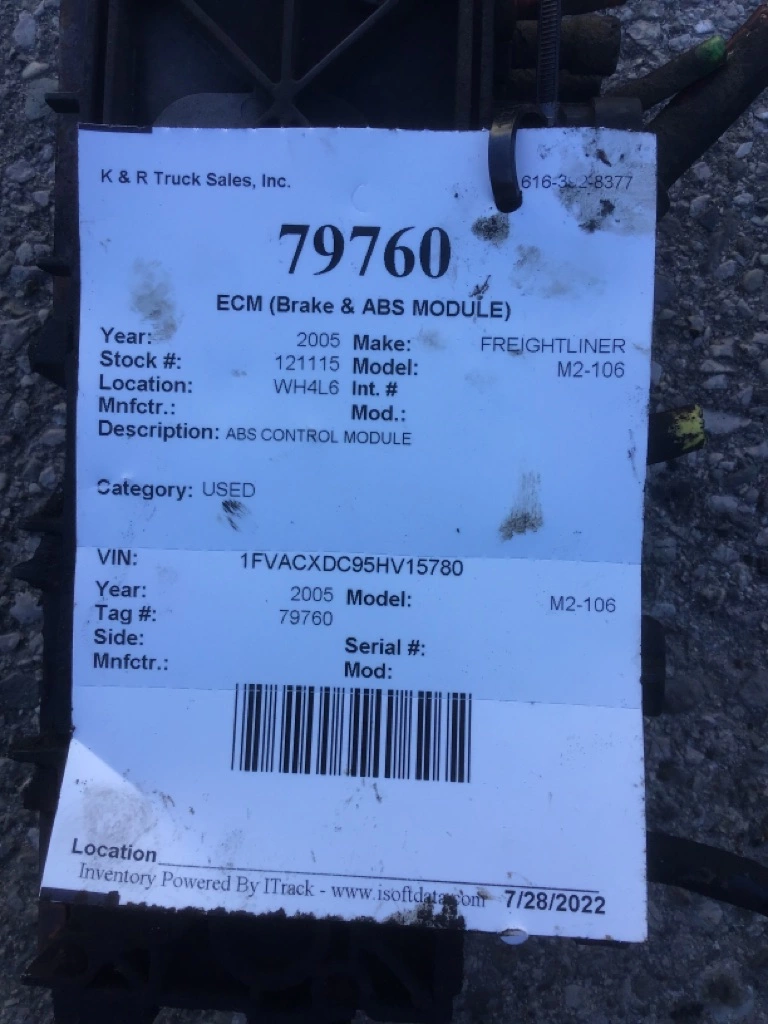 K & R Truck Sales, Inc. 8377
79760
ECM (Brake & ABS MODULE)
Year: 2005 Make: FREIGHTLINER
Stock #: 121115 Model: M2-106
Location: WH4L6 Int. #
Mnfctr.: Mod.:
Description: ABS CONTROL MODULE
Category: USED
VIN: 1FVACXDC95HV15780
Year: 2005 Model: M2-106
Tag #: 79760
Side: Serial #:
Mnfctr.: Mod:
Location
Inventory Powered By ITrack - www.isoftdata.com 7/28/2022